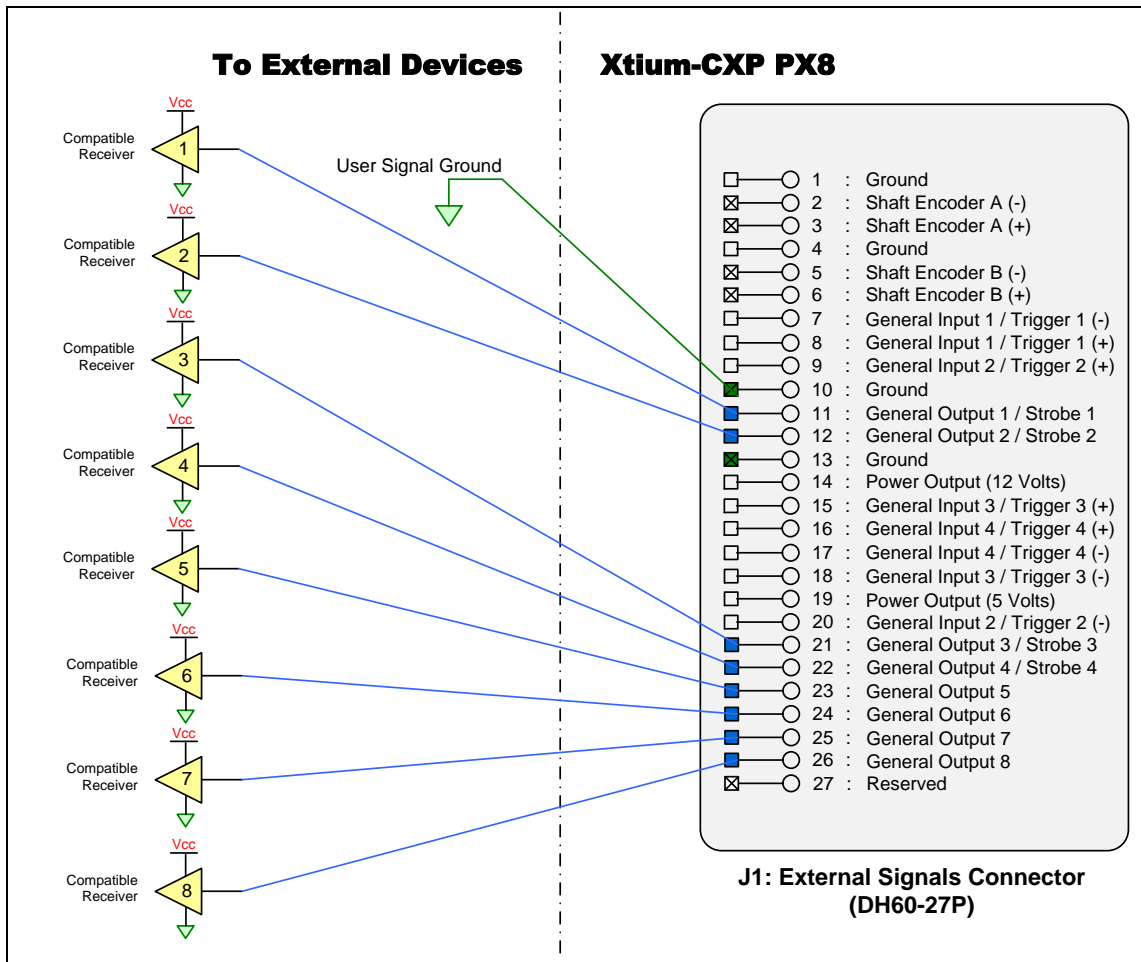 To External Devices
Xtium-CXP PX8
Vcc
Compatible
Receiver
1
Vcc
Compatible
Receiver
2
Vcc
Compatible
Receiver
3
Vcc
Compatible
Receiver
4
Vcc
Compatible
Receiver
5
Vcc
Compatible
Receiver
6
Vcc
Compatible
Receiver
7
Vcc
Compatible
Receiver
8
User Signal Ground
1 : Ground
2 : Shaft Encoder A (-)
3 : Shaft Encoder A (+)
4 : Ground
5 : Shaft Encoder B (-)
6 : Shaft Encoder B (+)
7 : General Input 1 / Trigger 1 (-)
8 : General Input 1 / Trigger 1 (+)
9 : General Input 2 / Trigger 2 (+)
10 : Ground
11 : General Output 1 / Strobe 1
12 : General Output 2 / Strobe 2
13 : Ground
14 : Power Output (12 Volts)
15 : General Input 3 / Trigger 3 (+)
16 : General Input 4 / Trigger 4 (+)
17 : General Input 4 / Trigger 4 (-)
18 : General Input 3 / Trigger 3 (-)
19 : Power Output (5 Volts)
20 : General Input 2 / Trigger 2 (-)
21 : General Output 3 / Strobe 3
22 : General Output 4 / Strobe 4
23 : General Output 5
24 : General Output 6
25 : General Output 7
26 : General Output 8
27 : Reserved
J1: External Signals Connector
(DH60-27P)